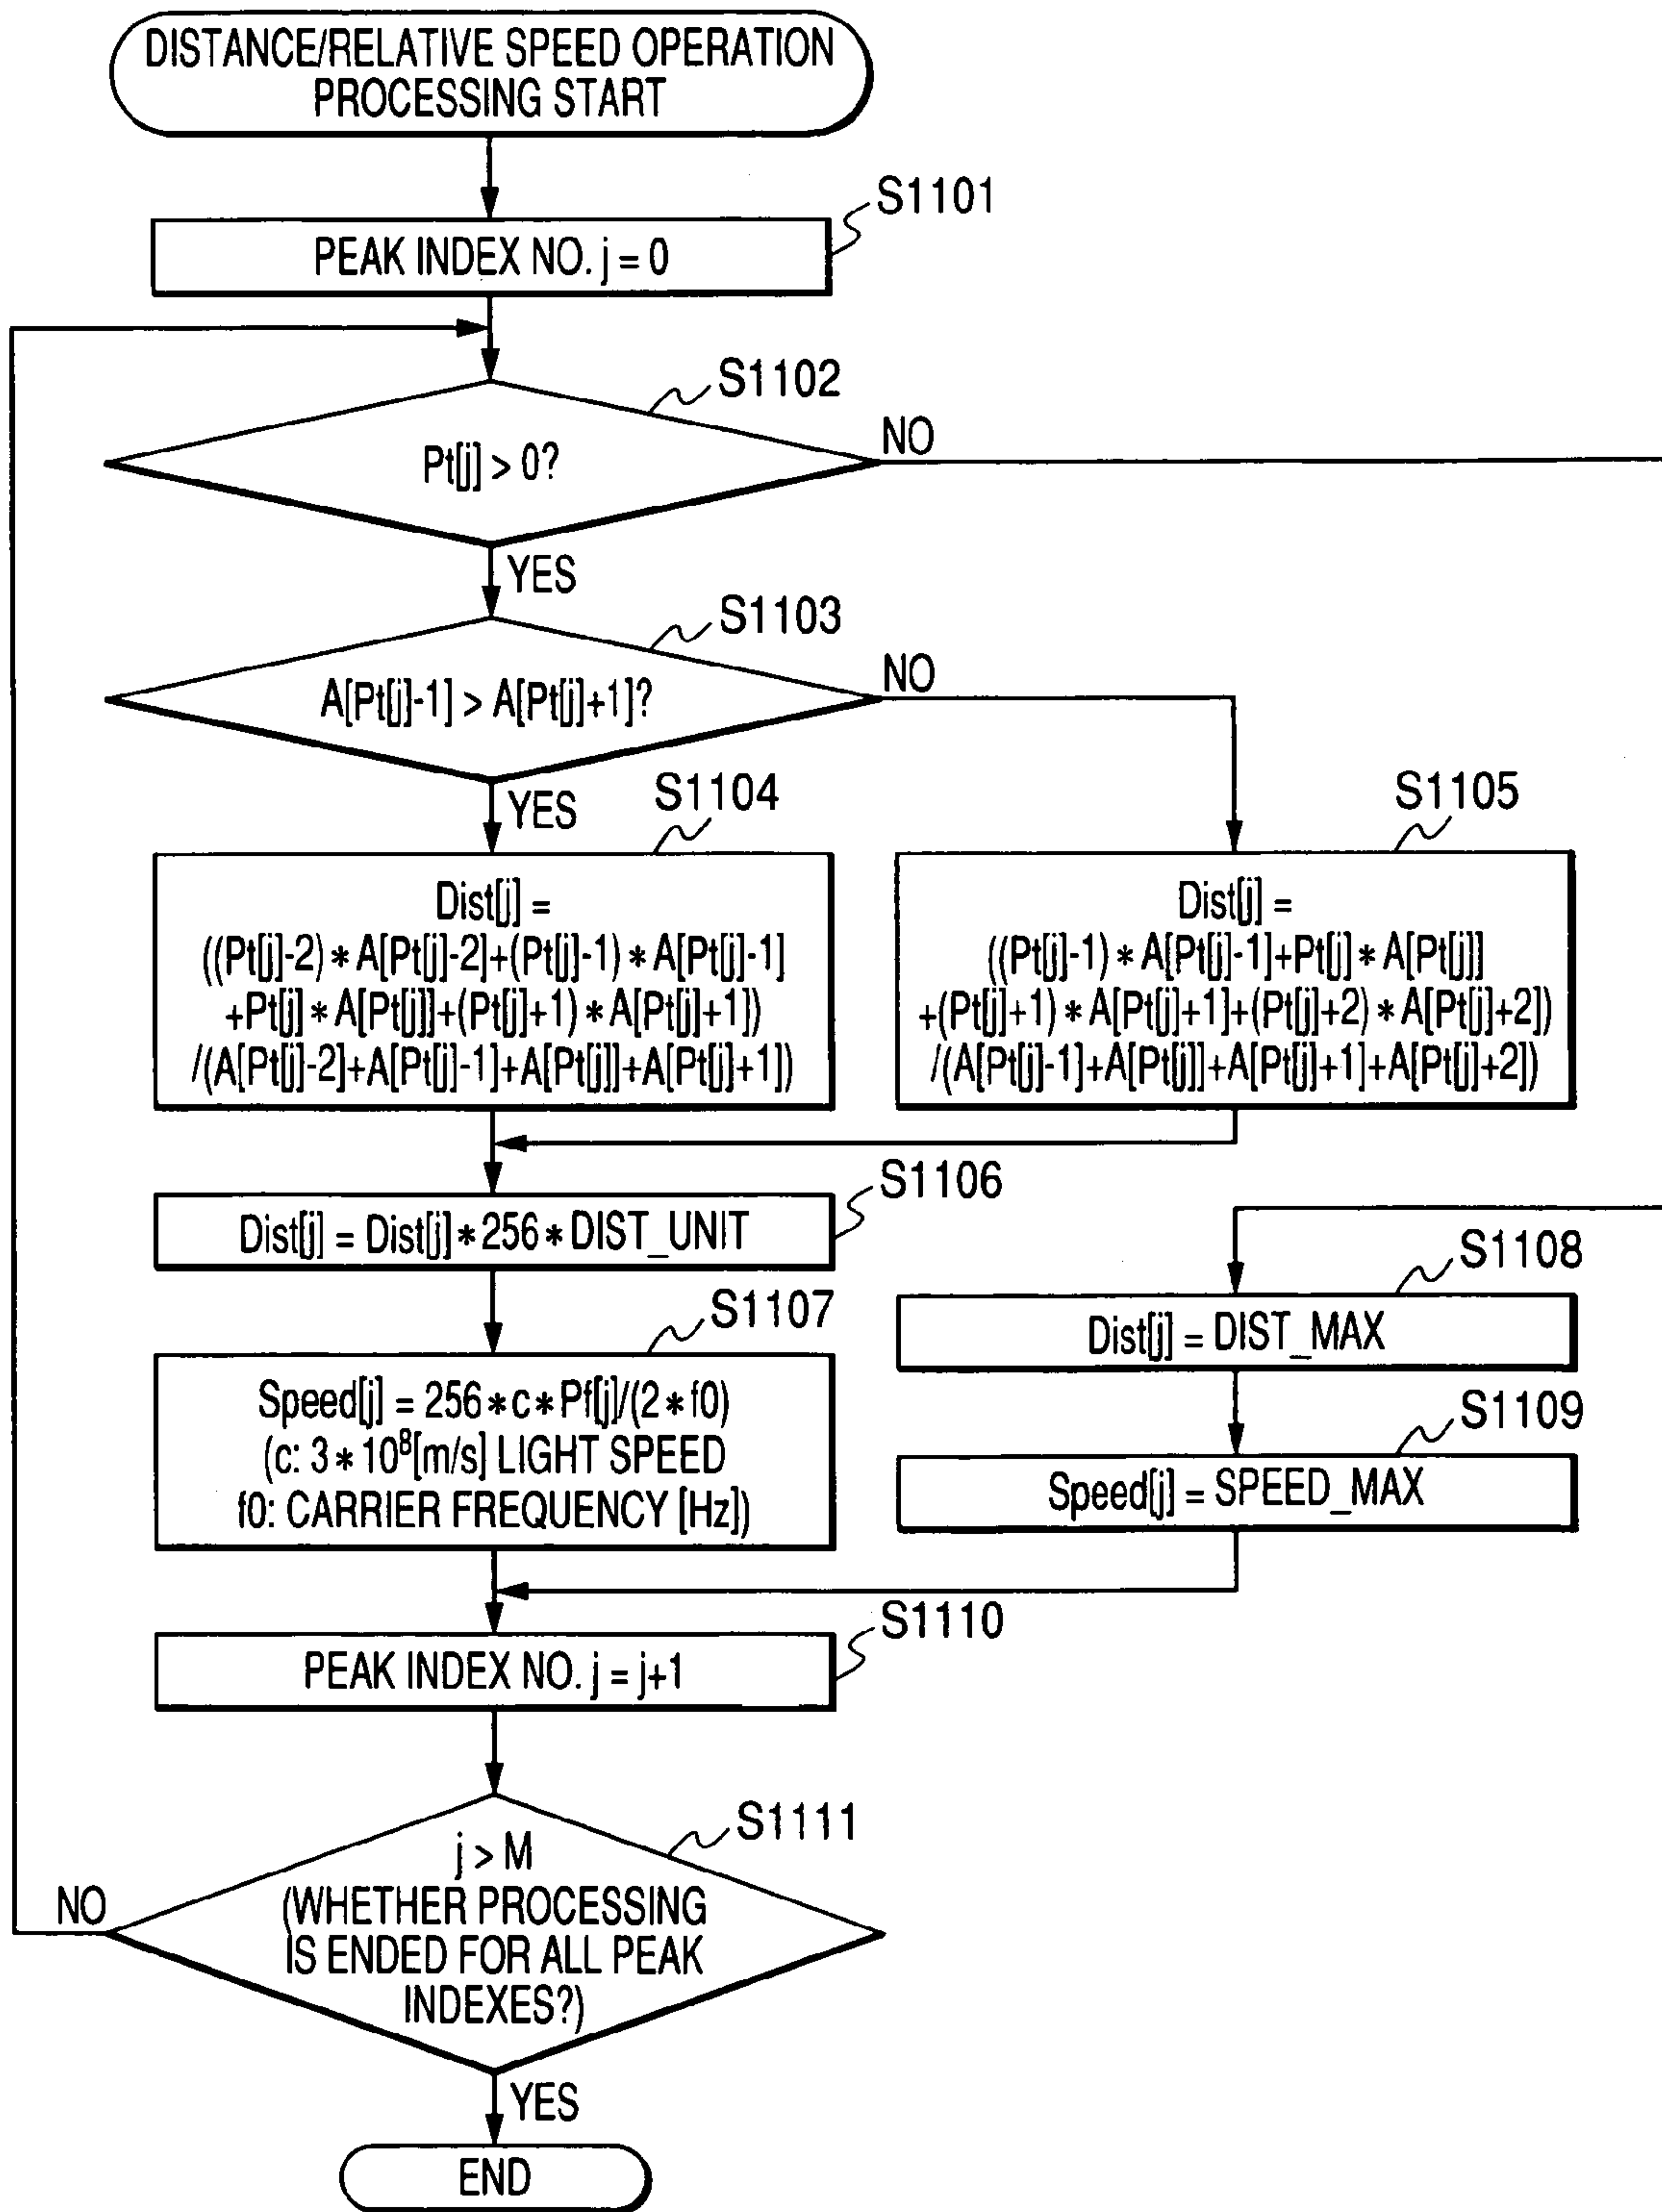 DISTANCE/RELATIVE SPEED OPERATION
PROCESSING START
S1101
PEAK INDEX NO. j = 0
S1102
Pt[j] > 0?
NO
YES
S1103
A[Pt[j]-1] > A[Pt[j]+1]?
NO
YES
S1104
Dist[j] =
((Pt[j]-2) * A[Pt[j]-2]+(Pt[j]-1) * A[Pt[j]-1]
+Pt[j] * A[Pt[j]]+(Pt[j]+1) * A[Pt[j]+1])
/(A[Pt[j]-2]+A[Pt[j]-1]+A[Pt[j]]+A[Pt[j]+1])
S1105
Dist[j] =
((Pt[j]-1) * A[Pt[j]-1]+Pt[j] * A[Pt[j]]
+(Pt[j]+1) * A[Pt[j]+1]+(Pt[j]+2) * A[Pt[j]+2])
/(A[Pt[j]-1]+A[Pt[j]]+A[Pt[j]+1]+A[Pt[j]+2])
S1106
Dist[j] = Dist[j] * 256 * DIST_UNIT
S1107
Speed[j] = 256 * c * Pf[j]/(2 * f0)
(c: 3 * 10⁸[m/s] LIGHT SPEED
f0: CARRIER FREQUENCY [Hz])
S1108
Dist[j] = DIST_MAX
S1109
Speed[j] = SPEED_MAX
S1110
PEAK INDEX NO. j = j+1
S1111
j > M
(WHETHER PROCESSING
IS ENDED FOR ALL PEAK
INDEXES?)
NO
YES
END